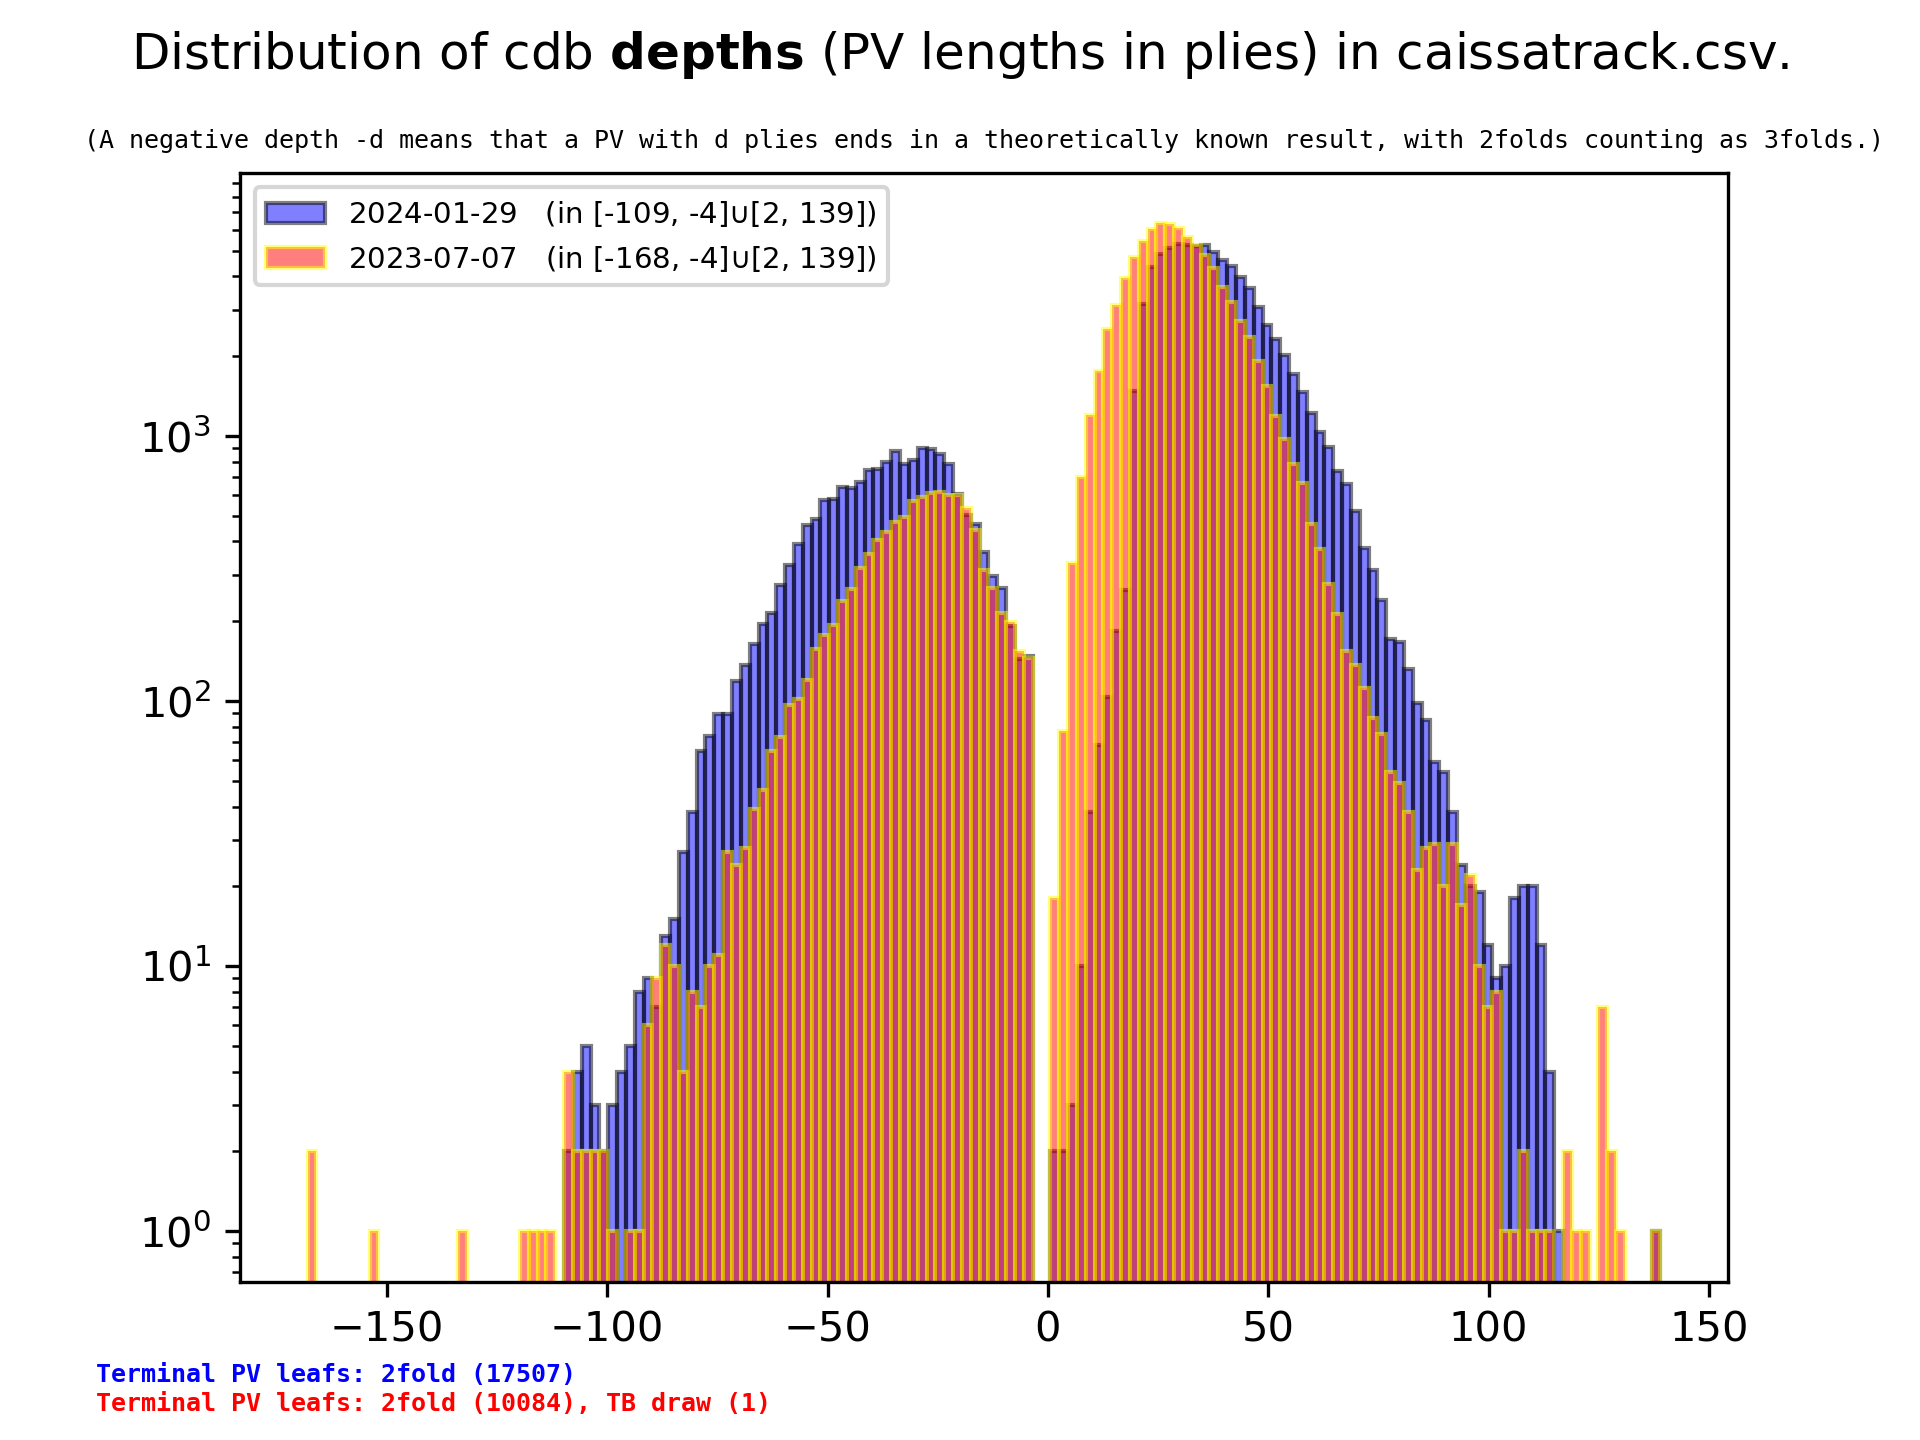 Distribution of cdb depths (PV lengths in plies) in caissatrack.csv.
(A negative depth -d means that a PV with d plies ends in a theoretically known result, with 2folds counting as 3folds.)
2024-01-29 (in [-109, -4]∪[2, 139])
2023-07-07 (in [-168, -4]∪[2, 139])
10³
10²
10¹
10⁰
−150 −100 −50 0 50 100 150
Terminal PV leafs: 2fold (17507)
Terminal PV leafs: 2fold (10084), TB draw (1)